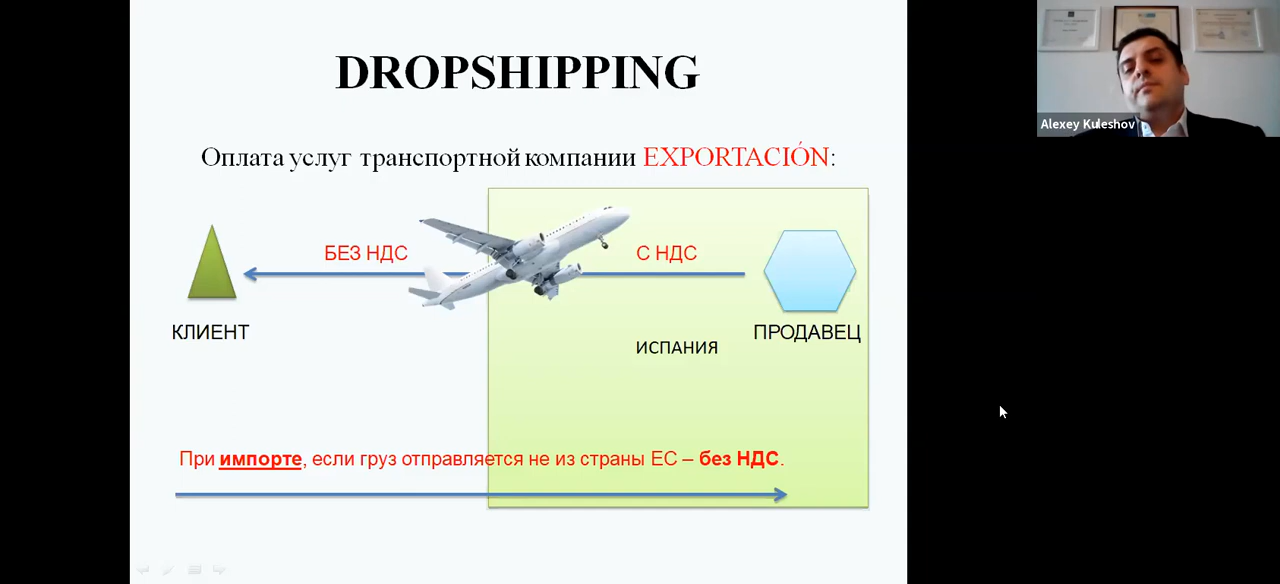 DROPSHIPPING
Оплата услуг транспортной компании EXPORTACIÓN:
БЕЗ НДС
С НДС
КЛИЕНТ
ПРОДАВЕЦ
ИСПАНИЯ
При импорте, если груз отправляется не из страны ЕС – без НДС.
Alexey Kuleshov